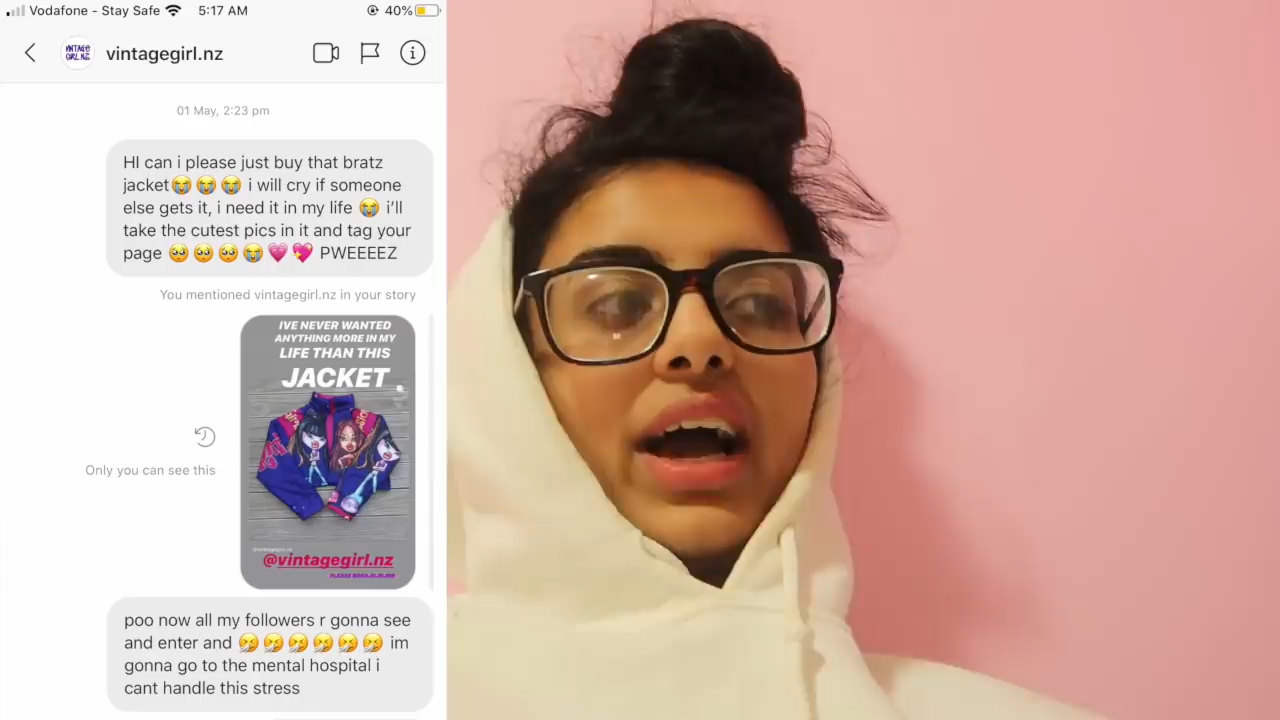 Vodafone - Stay Safe 5:17 AM 40%
vintagegirl.nz
01 May, 2:23 pm
HI can i please just buy that bratz
jacket😭😭😭 i will cry if someone
else gets it, i need it in my life 😭 i'll
take the cutest pics in it and tag your
page 🥺🥺🥺😭💗💖 PWEEEEZ
You mentioned vintagegirl.nz in your story
IVE NEVER WANTED
ANYTHING MORE IN MY
LIFE THAN THIS
JACKET
Only you can see this
@vintagegirl.nz
poo now all my followers r gonna see
and enter and 🤧🤧🤧🤧🤧🤧 im
gonna go to the mental hospital i
cant handle this stress